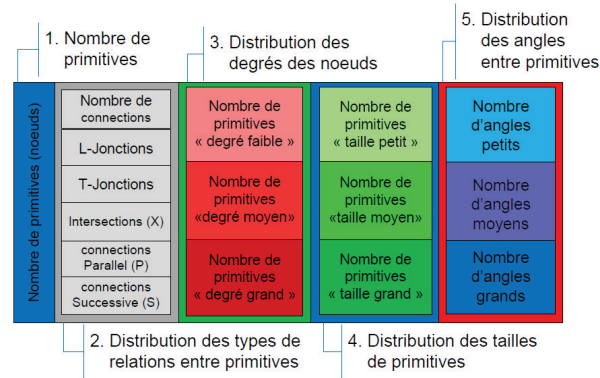 1. Nombre de
primitives
3. Distribution des
degrés des noeuds
5. Distribution
des angles
entre primitives
Nombre de primitives (noeuds)
Nombre de
connections
L-Jonctions
T-Jonctions
Intersections (X)
connections
Parallel (P)
connections
Successive (S)
Nombre de
primitives
« degré faible »
Nombre de
primitives
«degré moyen»
Nombre de
primitives
« degré grand »
Nombre de
primitives
« taille petit »
Nombre de
primitives
«taille moyen»
Nombre de
primitives
« taille grand »
Nombre
d'angles
petits
Nombre
d'angles
moyens
Nombre
d'angles
grands
2. Distribution des types de
relations entre primitives
4. Distribution des tailles
de primitives